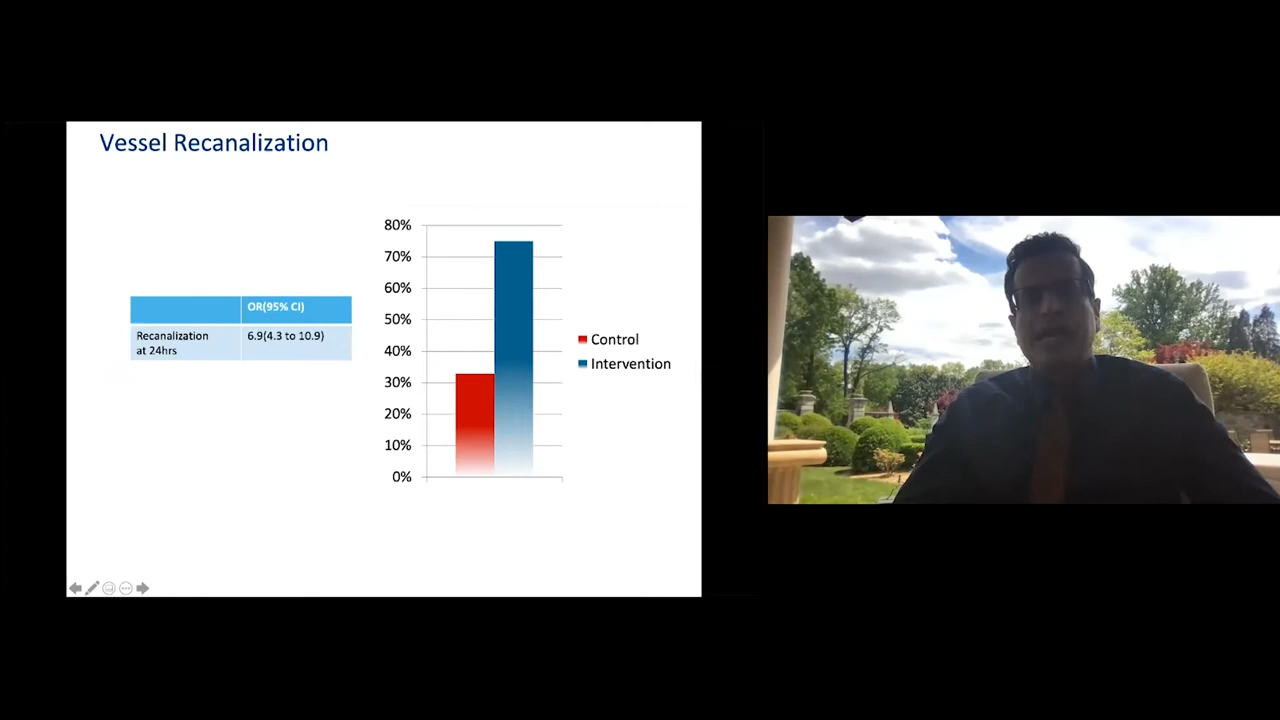 Vessel Recanalization
OR(95% CI)
Recanalization
at 24hrs
6.9(4.3 to 10.9)
80%
70%
60%
50%
40%
30%
20%
10%
0%
Control
Intervention